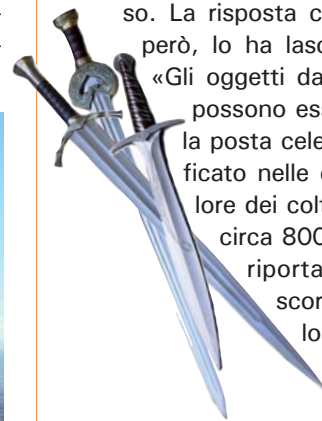 so. La risposta c
però, lo ha lasc
«Gli oggetti da
possono es
la posta cele
ficato nelle
lore dei colt
circa 800
riporta
scor
lo